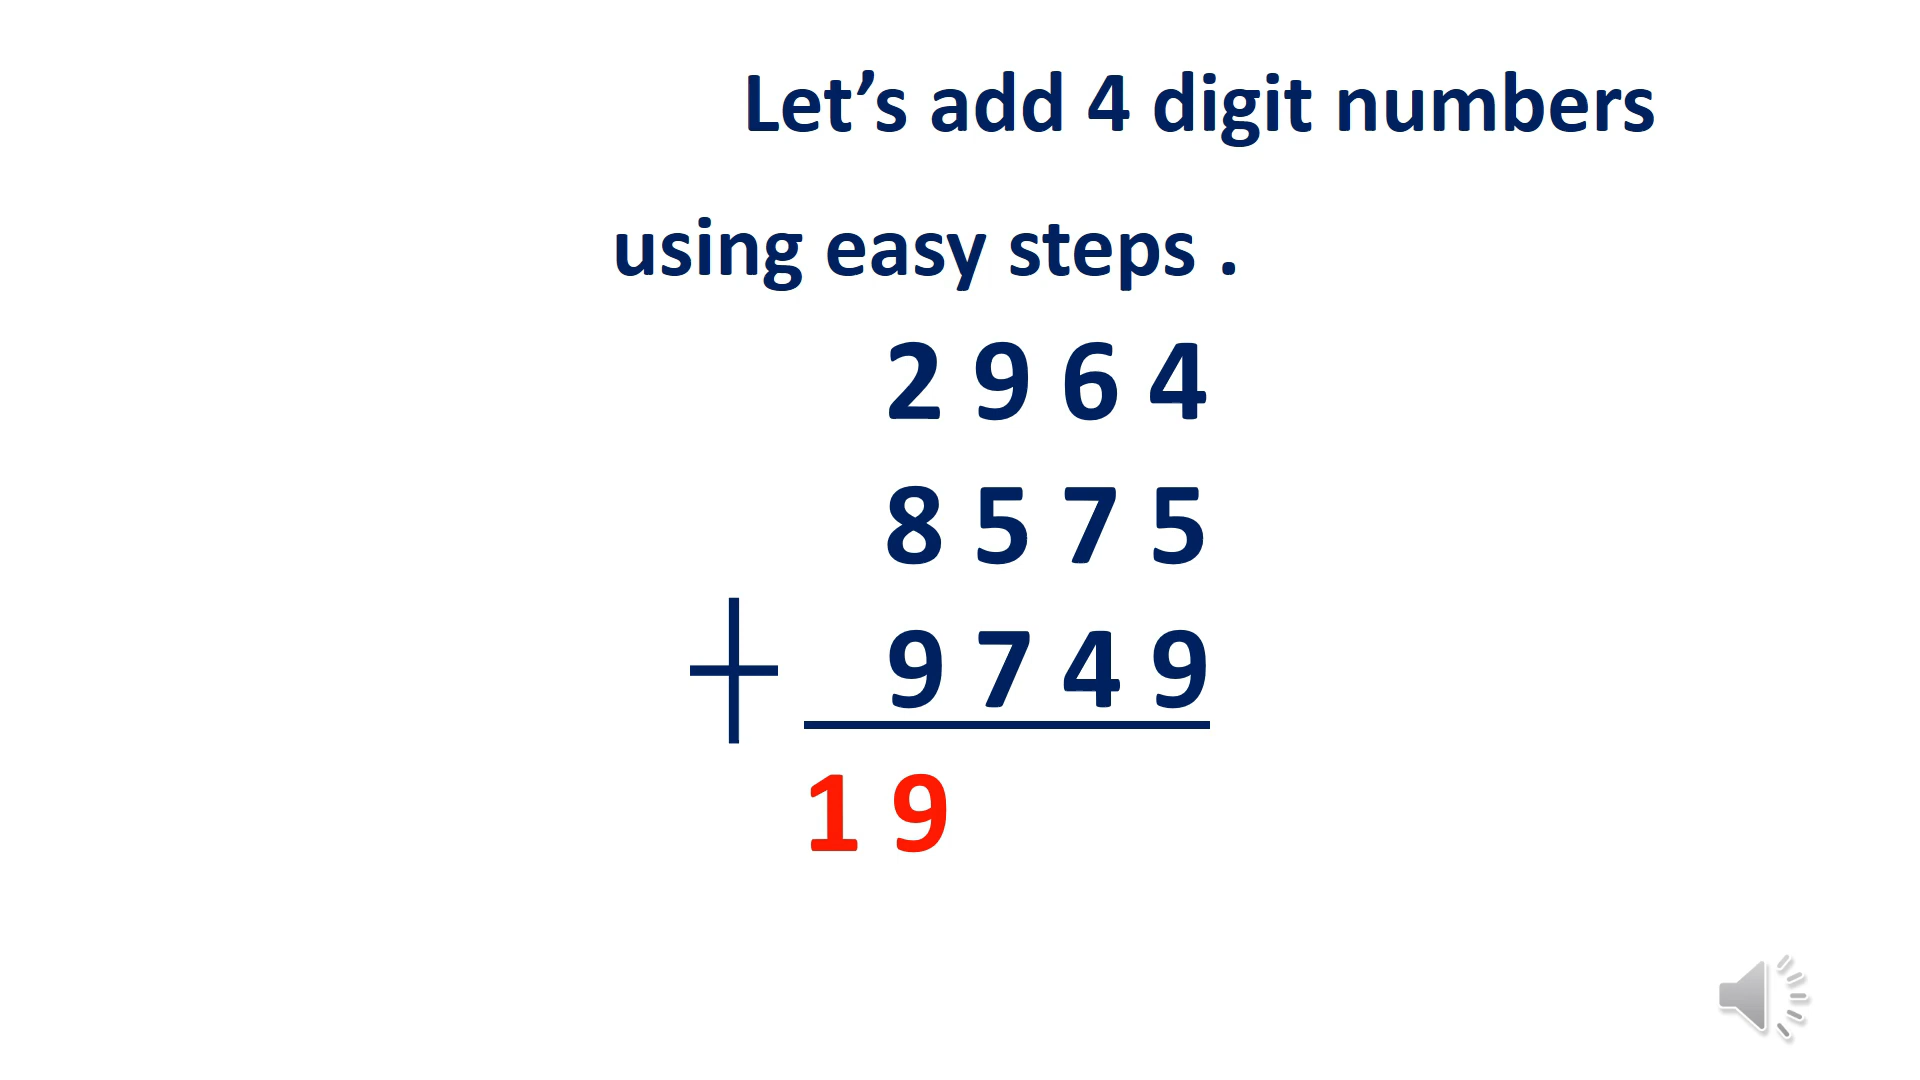 Let’s add 4 digit numbers
using easy steps .
2 9 6 4
8 5 7 5
+ 9 7 4 9
1 9